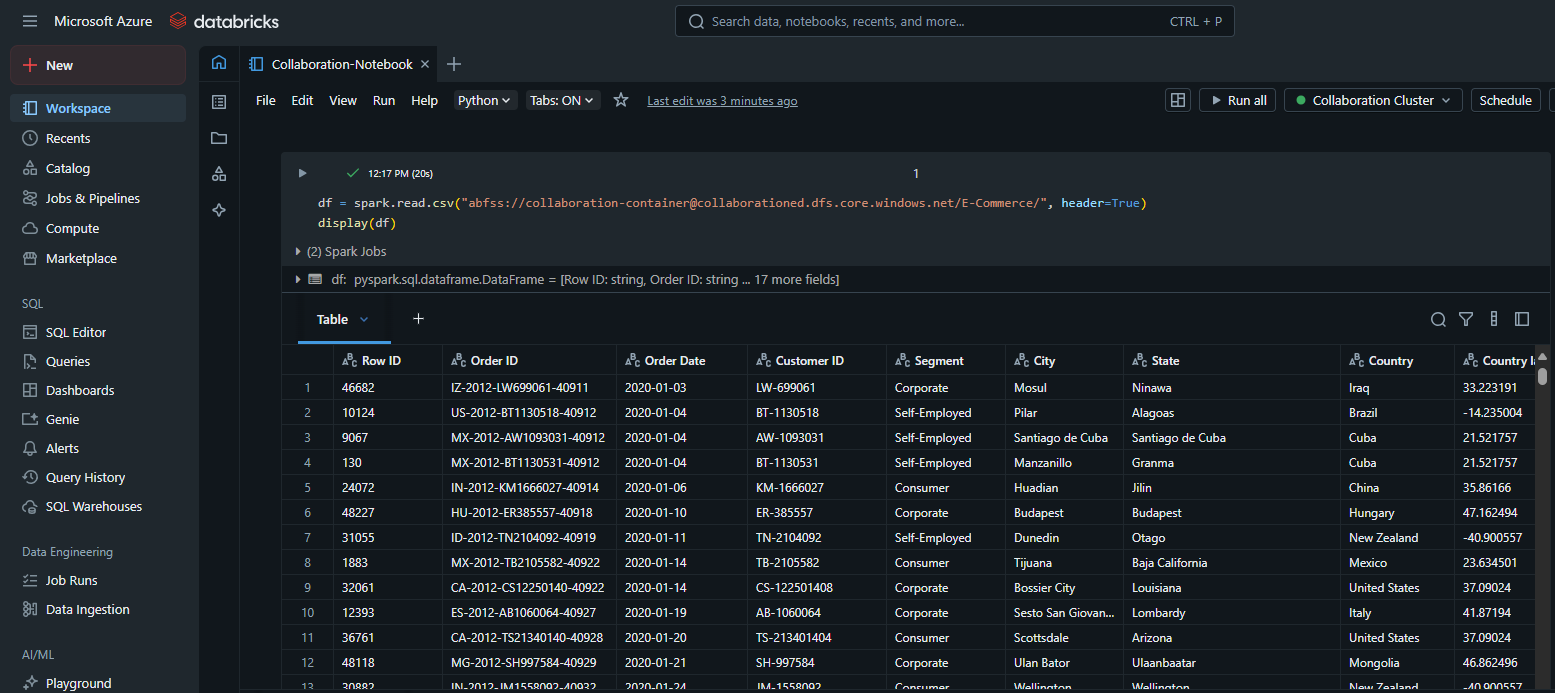 Microsoft Azure databricks
Search data, notebooks, recents, and more... CTRL + P
New
Workspace
Recents
Catalog
Jobs & Pipelines
Compute
Marketplace
SQL
SQL Editor
Queries
Dashboards
Genie
Alerts
Query History
SQL Warehouses
Data Engineering
Job Runs
Data Ingestion
AI/ML
Playground
Collaboration-Notebook
File Edit View Run Help Python Tabs: ON Last edit was 3 minutes ago Run all Collaboration Cluster Schedule
12:17 PM (20s) 1
df = spark.read.csv("abfss://collaboration-container@collaborationed.dfs.core.windows.net/E-Commerce/", header=True)
display(df)
(2) Spark Jobs
df: pyspark.sql.dataframe.DataFrame = [Row ID: string, Order ID: string ... 17 more fields]
Table
Row ID Order ID Order Date Customer ID Segment City State Country Country
1 46682 IZ-2012-LW699061-40911 2020-01-03 LW-699061 Corporate Mosul Ninawa Iraq 33.223191
2 10124 US-2012-BT1130518-40912 2020-01-04 BT-1130518 Self-Employed Pilar Alagoas Brazil -14.235004
3 9067 MX-2012-AW1093031-40912 2020-01-04 AW-1093031 Self-Employed Santiago de Cuba Santiago de Cuba Cuba 21.521757
4 130 MX-2012-BT1130531-40912 2020-01-04 BT-1130531 Self-Employed Manzanillo Granma Cuba 21.521757
5 24072 IN-2012-KM1666027-40914 2020-01-06 KM-1666027 Consumer Huadian Jilin China 35.86166
6 48227 HU-2012-ER385557-40918 2020-01-10 ER-385557 Corporate Budapest Budapest Hungary 47.162494
7 31055 ID-2012-TN2104092-40919 2020-01-11 TN-2104092 Self-Employed Dunedin Otago New Zealand -40.900557
8 1883 MX-2012-TB2105582-40922 2020-01-14 TB-2105582 Consumer Tijuana Baja California Mexico 23.634501
9 32061 CA-2012-CS12250140-40922 2020-01-14 CS-122501408 Consumer Bossier City Louisiana United States 37.09024
10 12393 ES-2012-AB1060064-40927 2020-01-19 AB-1060064 Corporate Sesto San Giovan... Lombardy Italy 41.87194
11 36761 CA-2012-TS21340140-40928 2020-01-20 TS-213401404 Consumer Scottsdale Arizona United States 37.09024
12 48118 MG-2012-SH997584-40929 2020-01-21 SH-997584 Corporate Ulan Bator Ulaanbaatar Mongolia 46.862496
13 30882 IN-2012-JM1558092-40932 2020-01-24 JM-1558092 Consumer Wellington Wellington New Zealand -40.900557